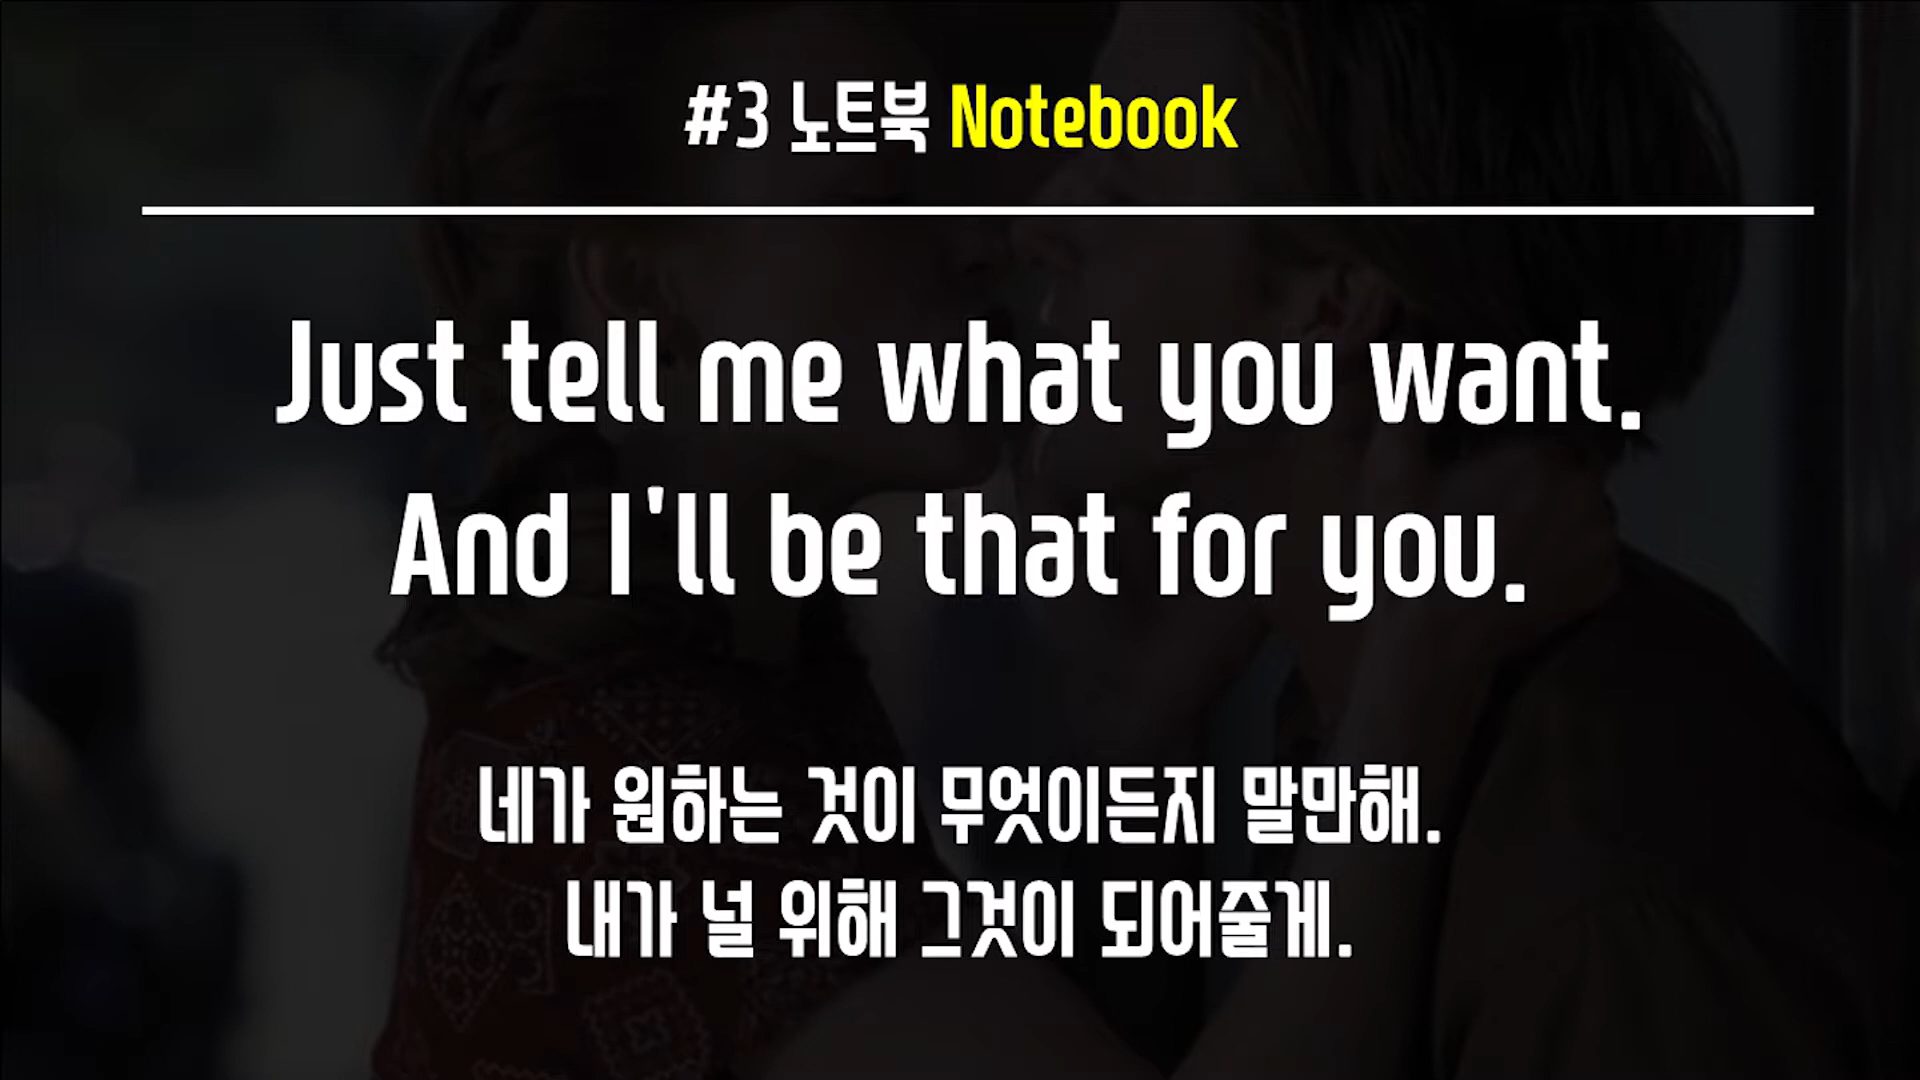 #3 노트북 Notebook
Just tell me what you want.
And I'll be that for you.
네가 원하는 것이 무엇이든지 말만해.
내가 널 위해 그것이 되어줄게.